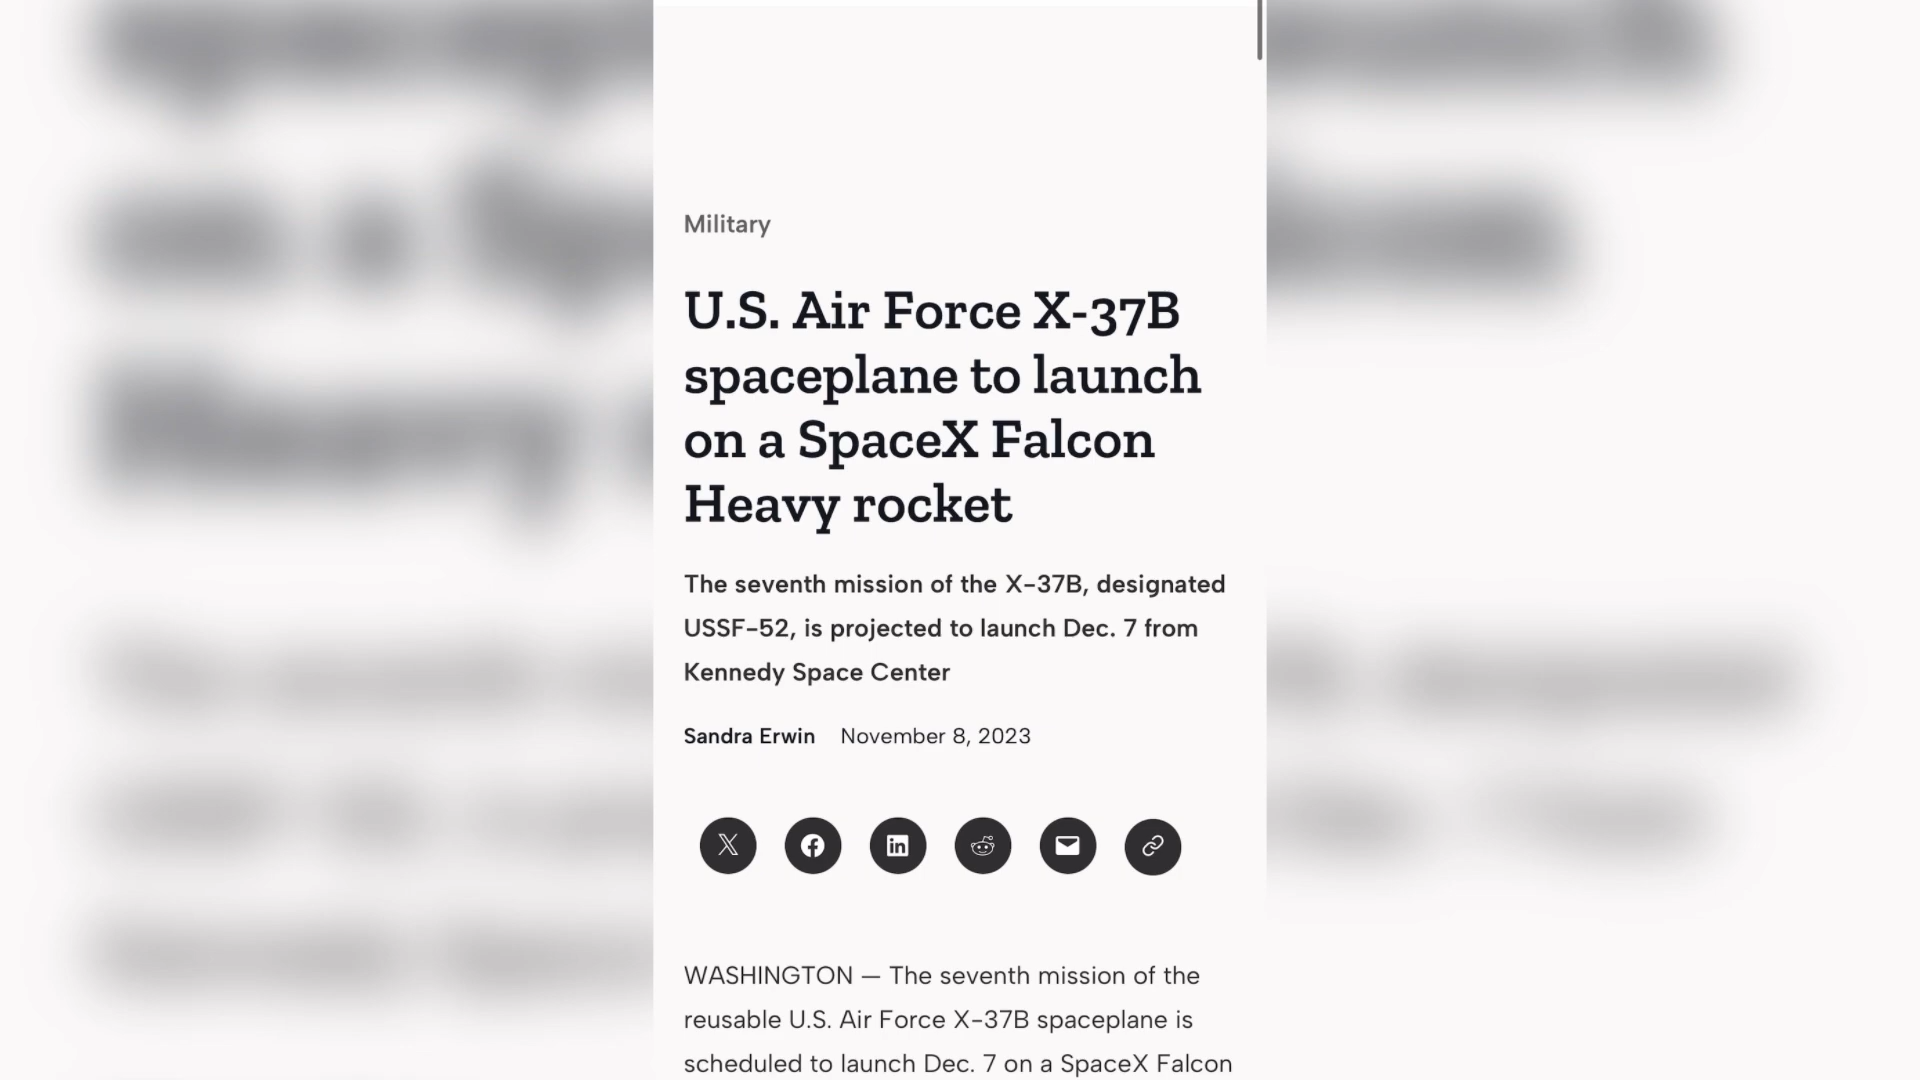 Military
U.S. Air Force X-37B
spaceplane to launch
on a SpaceX Falcon
Heavy rocket
The seventh mission of the X-37B, designated
USSF-52, is projected to launch Dec. 7 from
Kennedy Space Center
Sandra Erwin November 8, 2023
WASHINGTON — The seventh mission of the
reusable U.S. Air Force X-37B spaceplane is
scheduled to launch Dec. 7 on a SpaceX Falcon